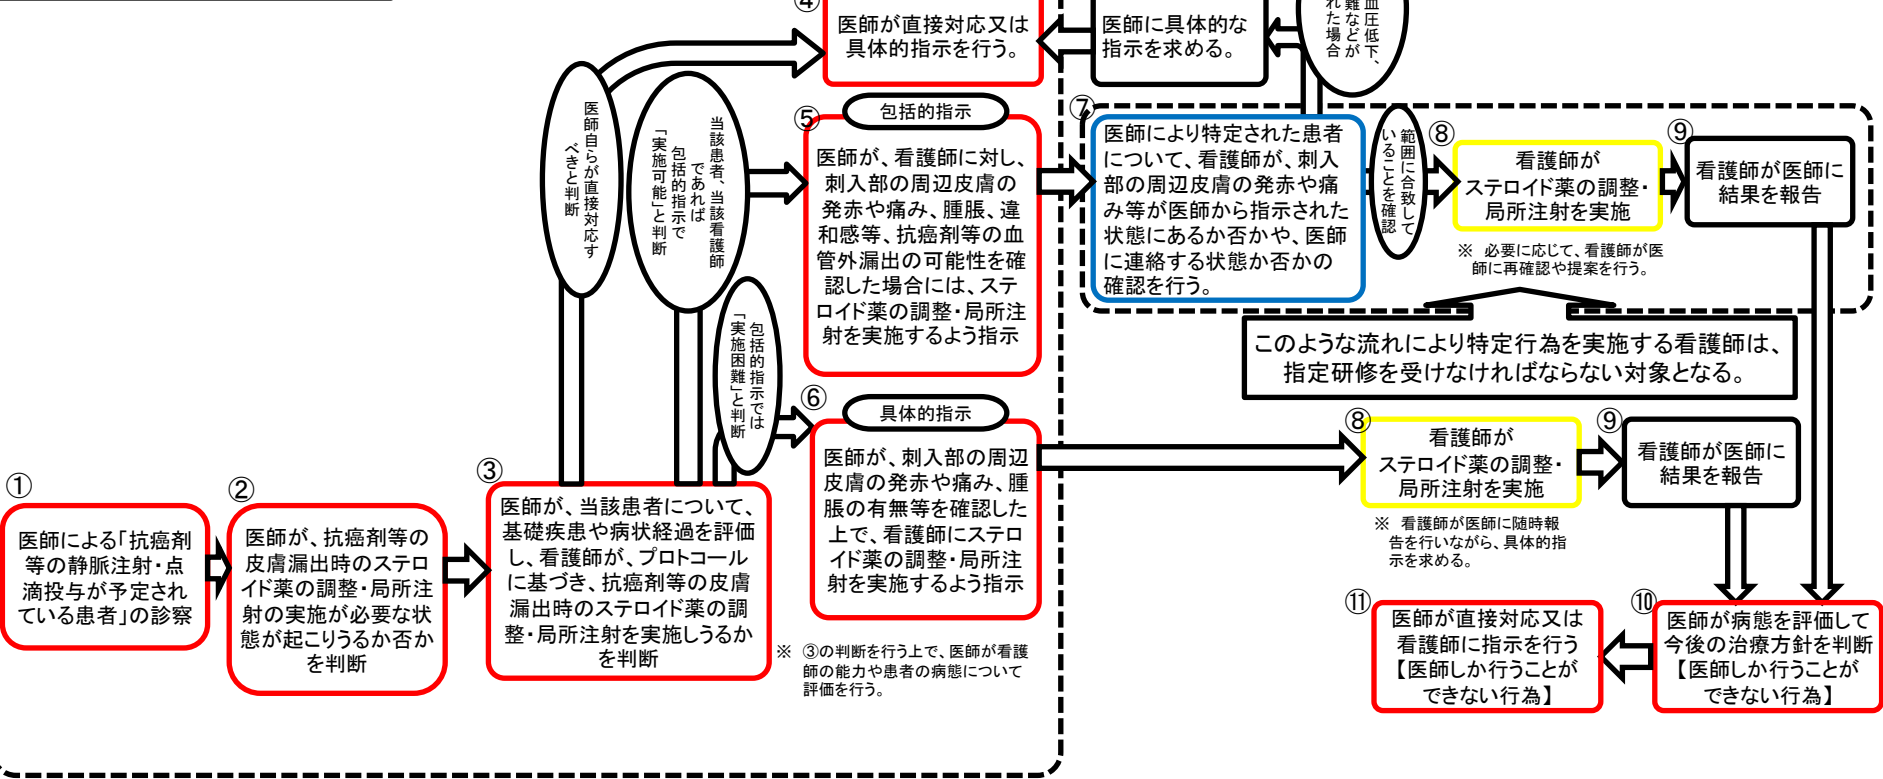 ④
医師が直接対応又は
具体的指示を行う。
医師に具体的な
指示を求める。
血圧低下、
難などが
れた場合
医師自らが直接対応す
べきと判断
当該患者、当該看護師
であれば
包括的指示で
「実施可能」と判断
包括的指示では
「実施困難」と判断
⑤
包括的指示
医師が、看護師に対し、
刺入部の周辺皮膚の
発赤や痛み、腫脹、違
和感等、抗癌剤等の血
管外漏出の可能性を確
認した場合には、ステ
ロイド薬の調整・局所注
射を実施するよう指示
⑦
医師により特定された患者
について、看護師が、刺入
部の周辺皮膚の発赤や痛
み等が医師から指示された
状態にあるか否かや、医師
に連絡する状態か否かの
確認を行う。
範囲に合致して
いることを確認
⑧
看護師が
ステロイド薬の調整・
局所注射を実施
※ 必要に応じて、看護師が医
師に再確認や提案を行う。
⑨
看護師が医師に
結果を報告
このような流れにより特定行為を実施する看護師は、
指定研修を受けなければならない対象となる。
⑥
具体的指示
医師が、刺入部の周辺
皮膚の発赤や痛み、腫
脹の有無等を確認した
上で、看護師にステロ
イド薬の調整・局所注
射を実施するよう指示
⑧
看護師が
ステロイド薬の調整・
局所注射を実施
※ 看護師が医師に随時報
告を行いながら、具体的指
示を求める。
⑨
看護師が医師に
結果を報告
①
医師による「抗癌剤
等の静脈注射・点
滴投与が予定され
ている患者」の診察
②
医師が、抗癌剤等の
皮膚漏出時のステロ
イド薬の調整・局所注
射の実施が必要な状
態が起こりうるか否か
を判断
③
医師が、当該患者について、
基礎疾患や病状経過を評価
し、看護師が、プロトコール
に基づき、抗癌剤等の皮膚
漏出時のステロイド薬の調
整・局所注射を実施しうるか
を判断
※ ③の判断を行う上で、医師が看護
師の能力や患者の病態について
評価を行う。
⑪
医師が直接対応又は
看護師に指示を行う
【医師しか行うことが
できない行為】
⑩
医師が病態を評価して
今後の治療方針を判断
【医師しか行うことが
できない行為】